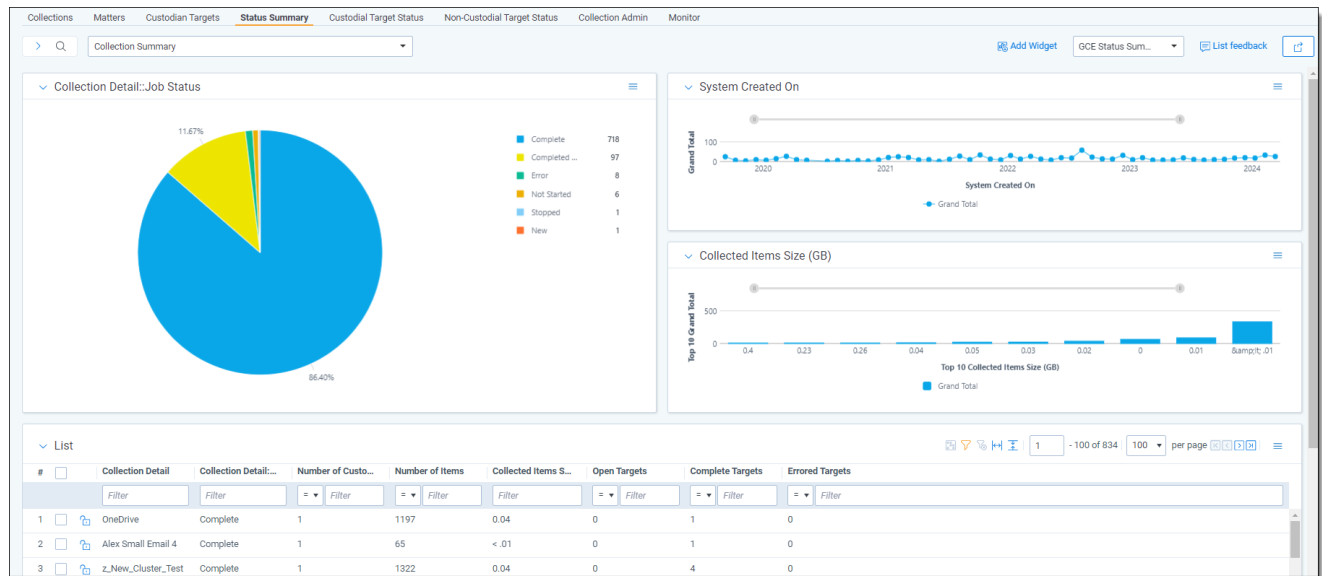 Collections Matters Custodian Targets Status Summary Custodial Target Status Non-Custodial Target Status Collection Admin Monitor
Collection Summary Add Widget GCE Status Sum... List feedback
Collection Detail::Job Status
11.67%
86.40%
Complete 718
Completed ... 97
Error 8
Not Started 6
Stopped 1
New 1
System Created On
Grand Total
100
0
2020 2021 2022 2023 2024
System Created On
Grand Total
Collected Items Size (GB)
Top 10 Grand Total
500
0
0.4 0.23 0.26 0.04 0.05 0.03 0.02 0 0.01 &amp;lt; .01
Top 10 Collected Items Size (GB)
Grand Total
List 1 - 100 of 834 100 per page
# Collection Detail Collection Detail:... Number of Custo... Number of Items Collected Items S... Open Targets Complete Targets Errored Targets
Filter Filter = Filter = Filter Filter = Filter = Filter = Filter
1 OneDrive Complete 1 1197 0.04 0 1 0
2 Alex Small Email 4 Complete 1 65 < .01 0 1 0
3 z_New_Cluster_Test Complete 1 1322 0.04 0 4 0